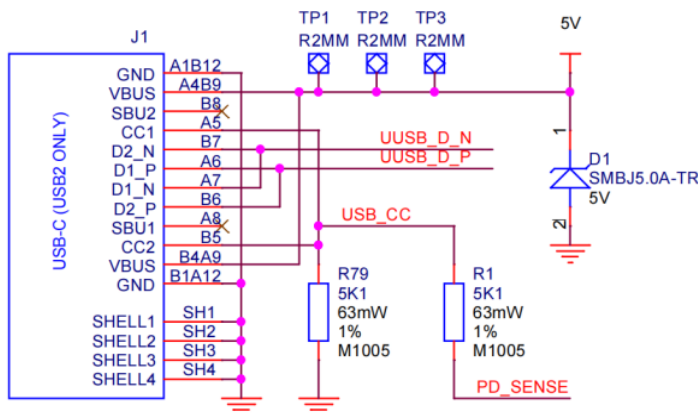 TP1 TP2 TP3
R2MM R2MM R2MM
5V
J1
USB-C (USB2 ONLY)
GND A1B12
VBUS A4B9
SBU2 B8
CC1 A5
D2_N B7
D1_P A6
D1_N A7
D2_P B6
SBU1 A8
CC2 B5
VBUS B4A9
GND B1A12
SHELL1 SH1
SHELL2 SH2
SHELL3 SH3
SHELL4 SH4
UUSB_D_N
UUSB_D_P
USB_CC
1
D1
SMBJ5.0A-TR
5V
2
R79
5K1
63mW
1%
M1005
R1
5K1
63mW
1%
M1005
PD_SENSE